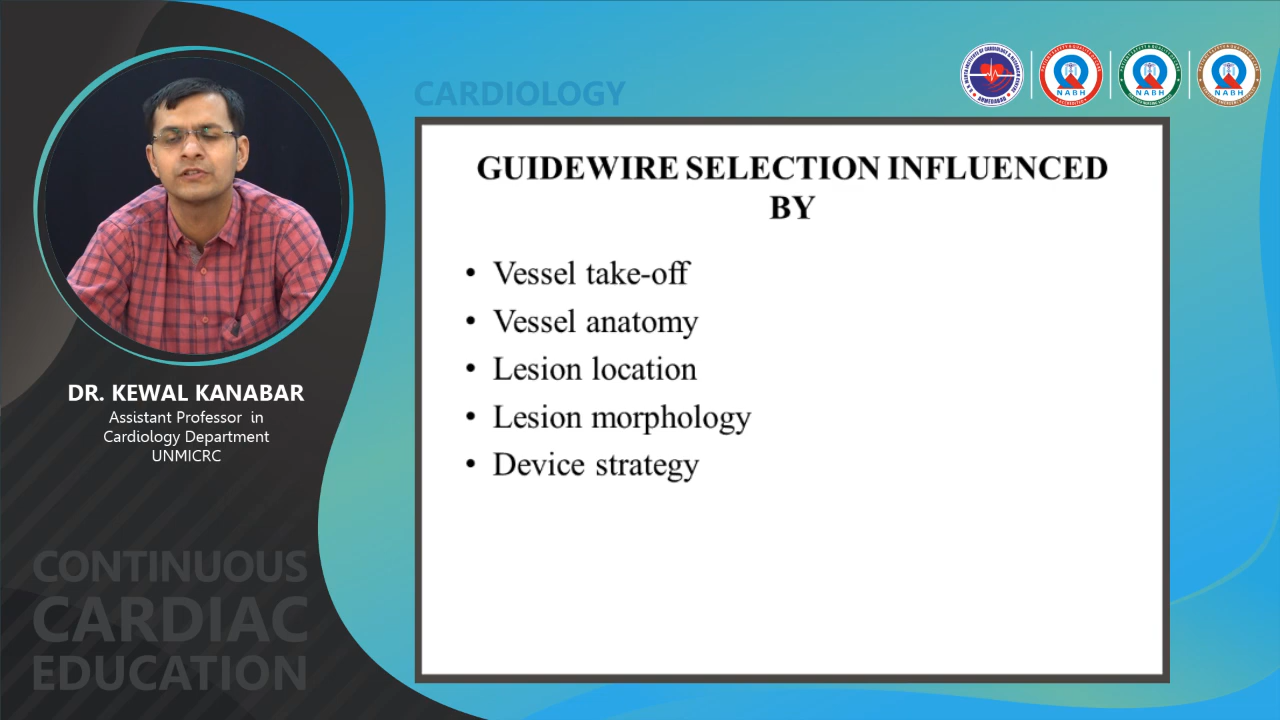 CARDIOLOGY
NABH
NABH
NABH
GUIDEWIRE SELECTION INFLUENCED
BY
• Vessel take-off
• Vessel anatomy
• Lesion location
• Lesion morphology
• Device strategy
DR. KEWAL KANABAR
Assistant Professor in
Cardiology Department
UNMICRC
CONTINUOUS
CARDIAC
EDUCATION